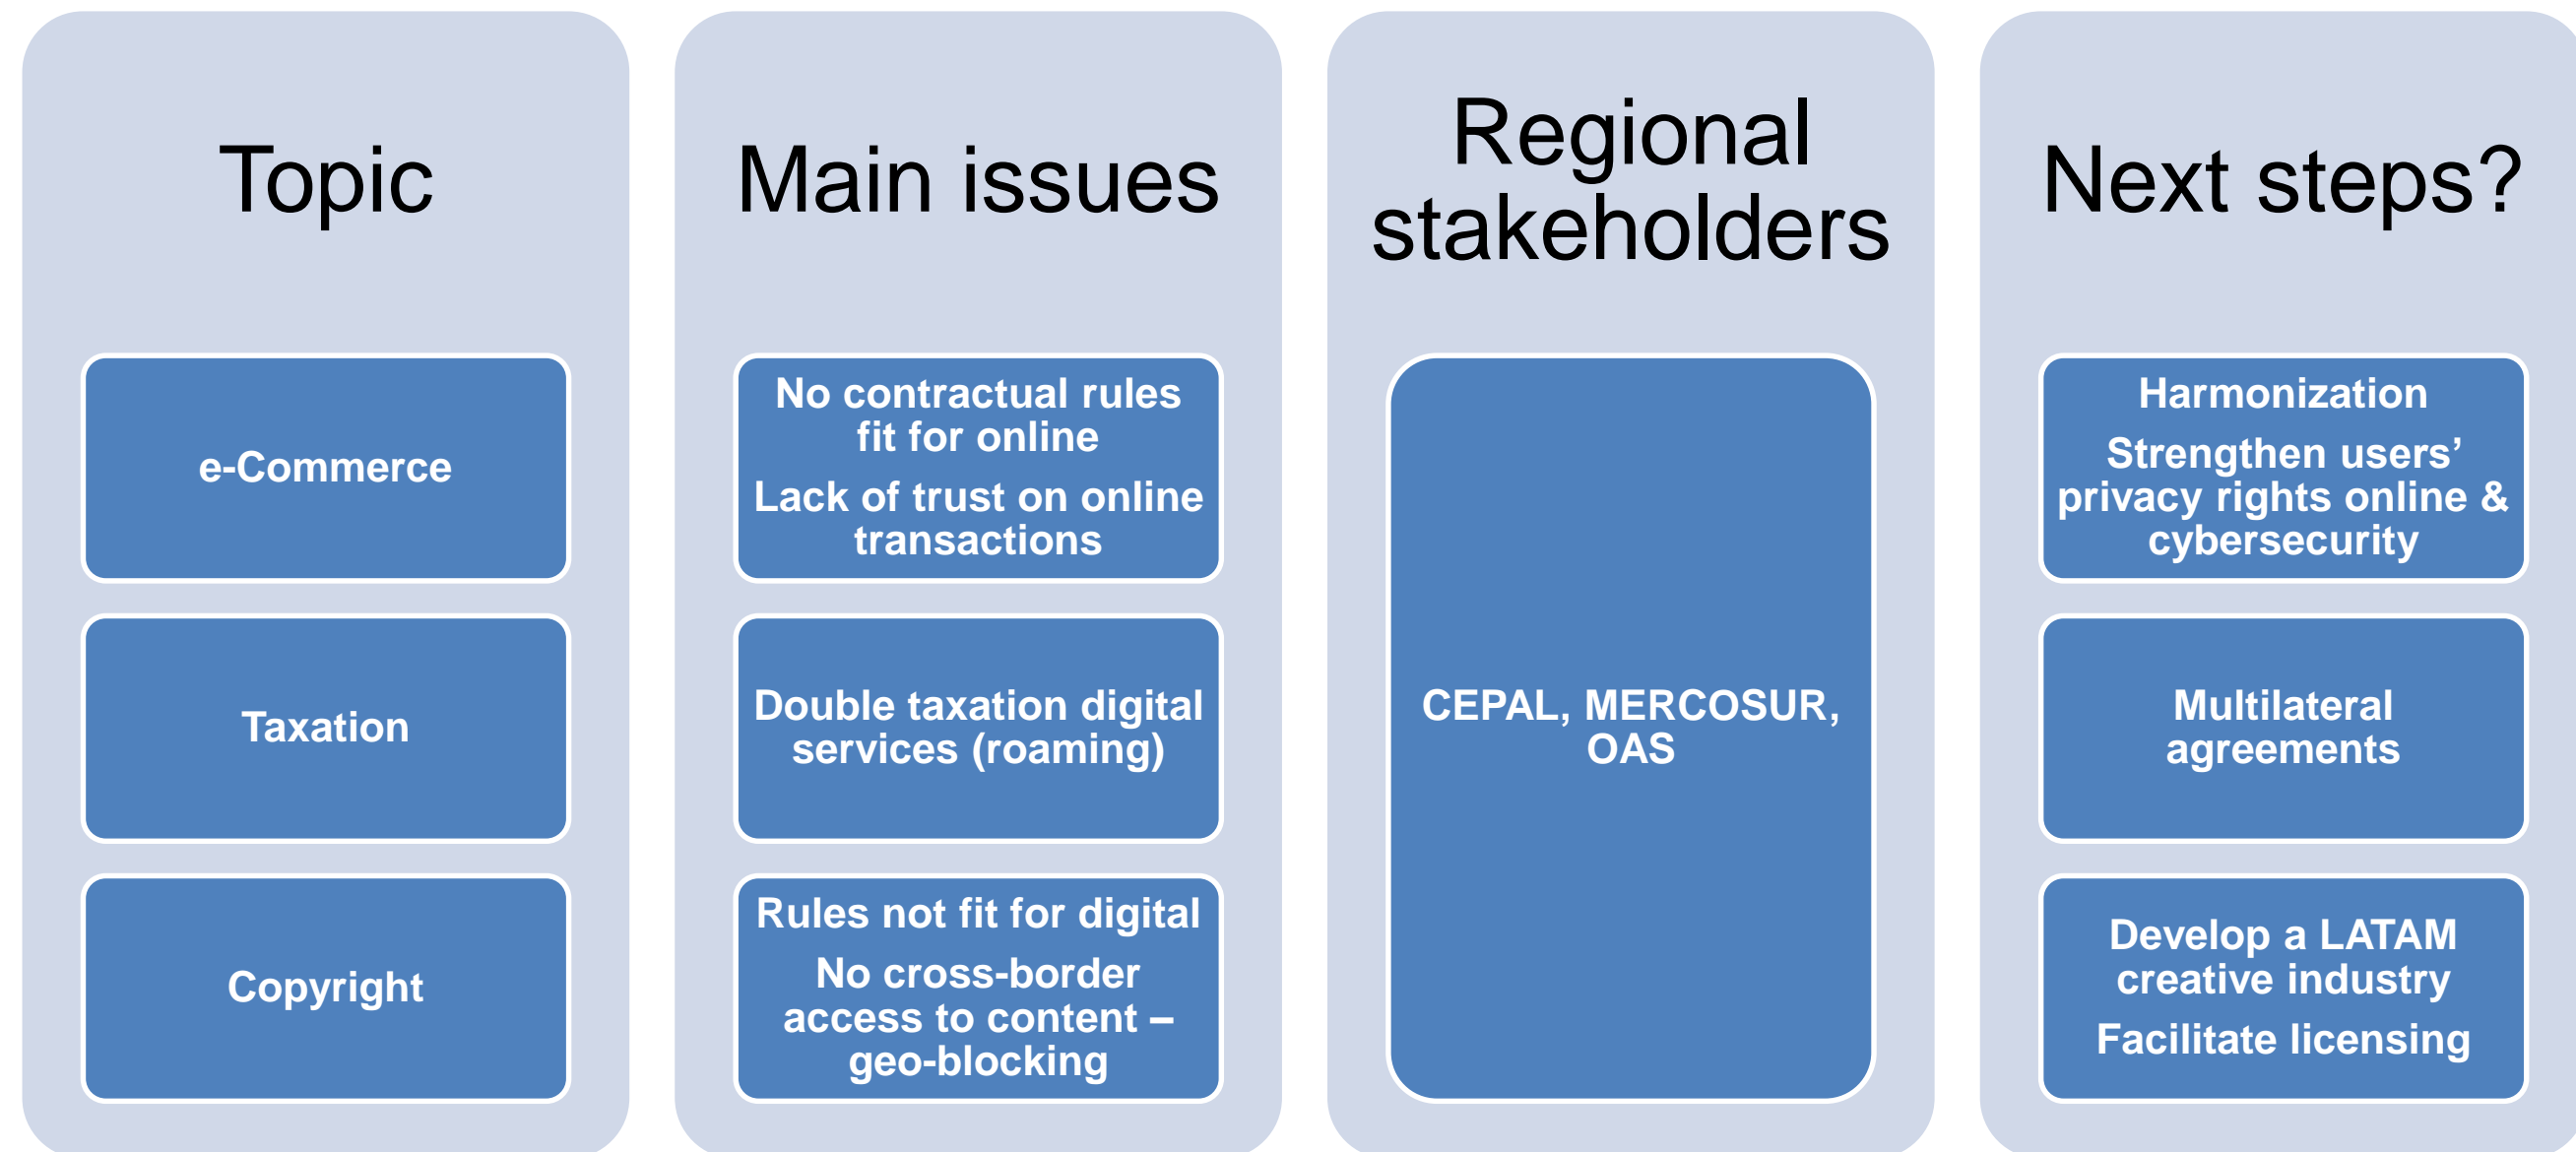 Topic
e-Commerce
Taxation
Copyright
Main issues
No contractual rules
fit for online
Lack of trust on online
transactions
Double taxation digital
services (roaming)
Rules not fit for digital
No cross-border
access to content –
geo-blocking
Regional
stakeholders
CEPAL, MERCOSUR,
OAS
Next steps?
Harmonization
Strengthen users’
privacy rights online &
cybersecurity
Multilateral
agreements
Develop a LATAM
creative industry
Facilitate licensing